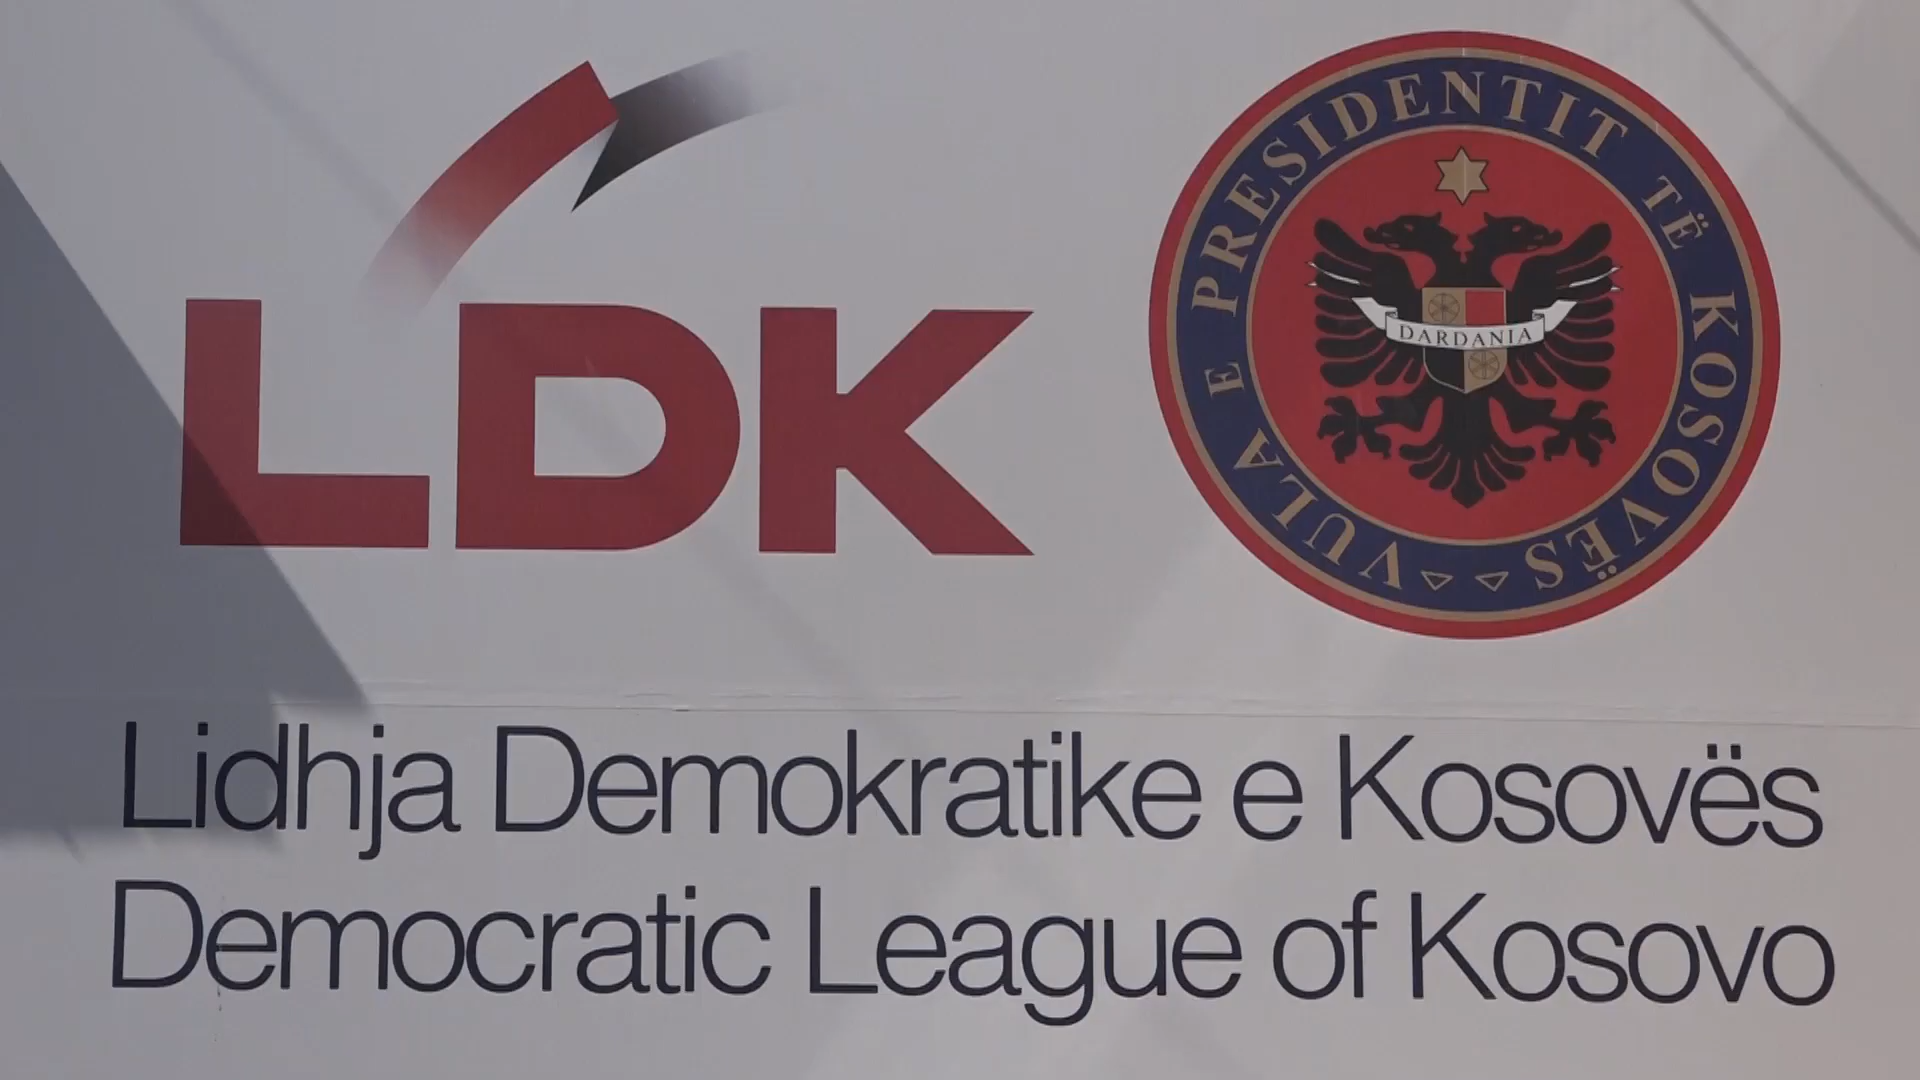 LDK
VULA E PRESIDENTIT TË KOSOVËS
DARDANIA
Lidhja Demokratike e Kosovës
Democratic League of Kosovo